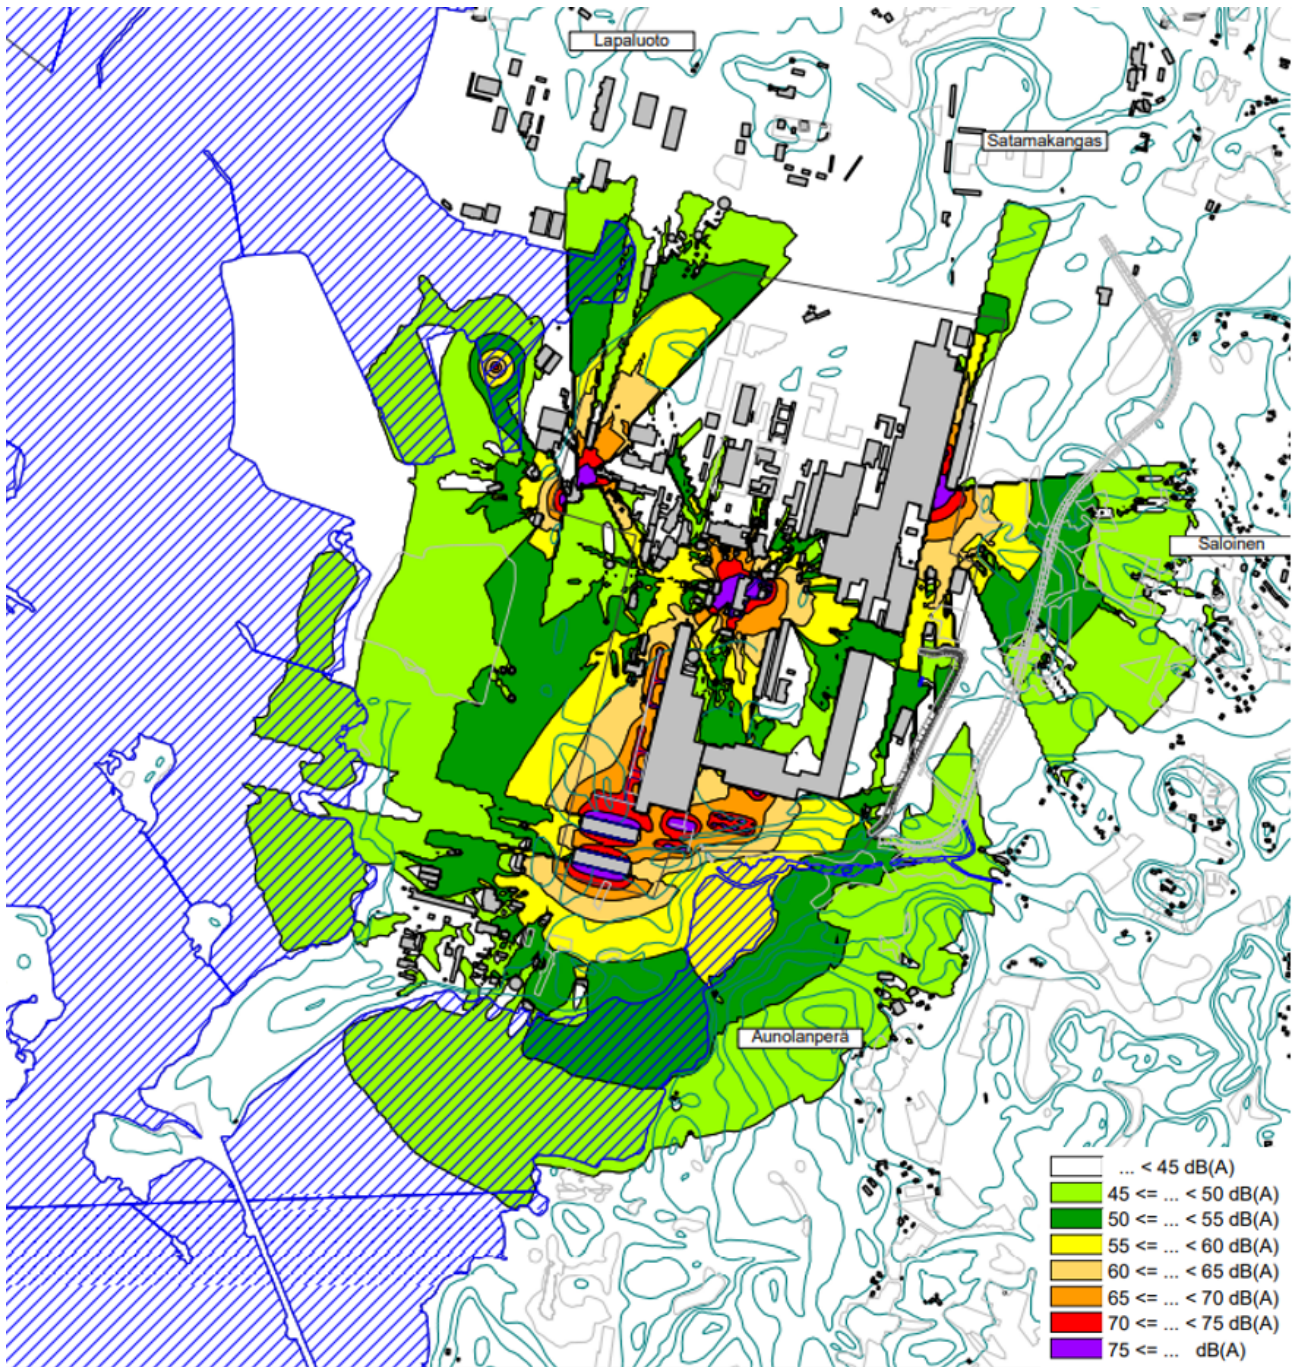 Lapaluoto
Satamakangas
Saloinen
Aunolanperä
... < 45 dB(A)
45 <= ... < 50 dB(A)
50 <= ... < 55 dB(A)
55 <= ... < 60 dB(A)
60 <= ... < 65 dB(A)
65 <= ... < 70 dB(A)
70 <= ... < 75 dB(A)
75 <= ... dB(A)